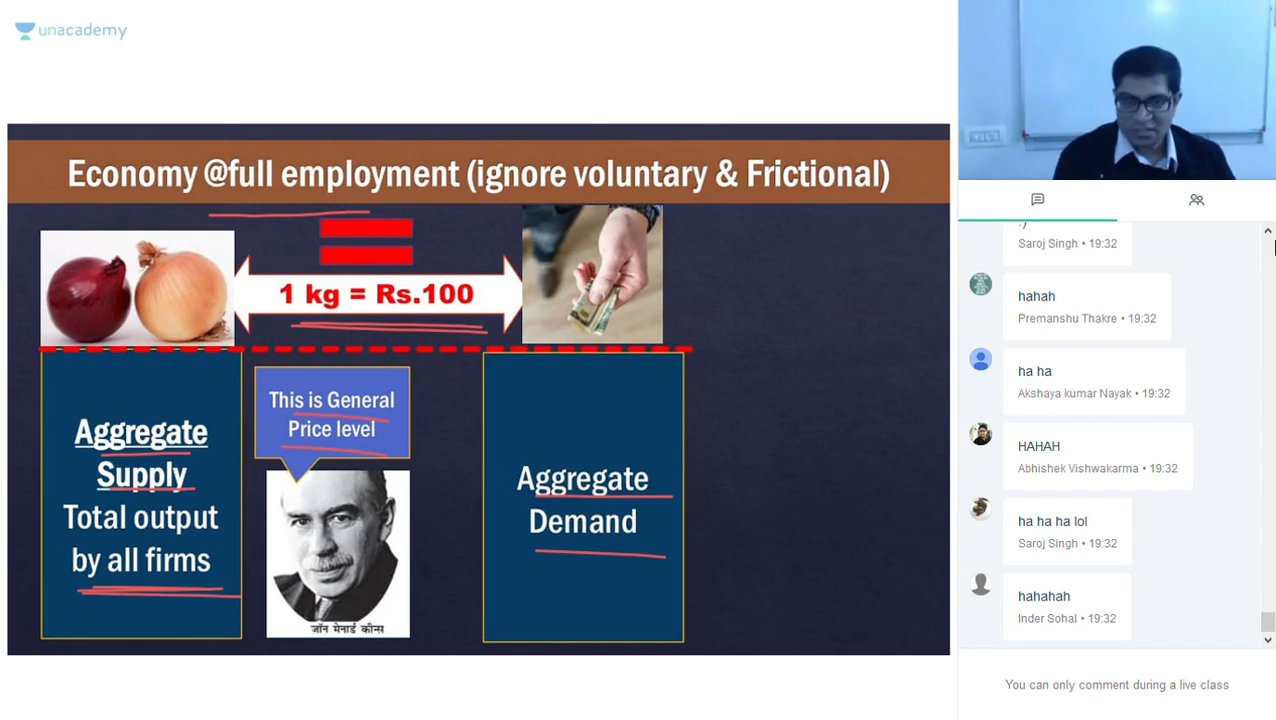 unacademy
Economy @full employment (ignore voluntary & Frictional)
1 kg = Rs.100
This is General
Price level
Aggregate
Supply
Total output
by all firms
जॉन मेनार्ड कीन्स
Aggregate
Demand
:)
Saroj Singh • 19:32
hahah
Premanshu Thakre • 19:32
ha ha
Akshaya kumar Nayak • 19:32
HAHAH
Abhishek Vishwakarma • 19:32
ha ha ha lol
Saroj Singh • 19:32
hahahah
Inder Sohal • 19:32
You can only comment during a live class